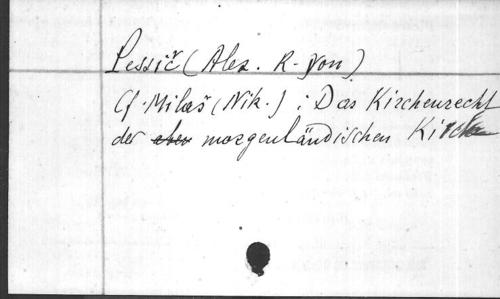 Pessič (Alex. R. von)
Cf. Milaš (Nik.) : Das Kirchenrecht
der morgenländischen Kirche